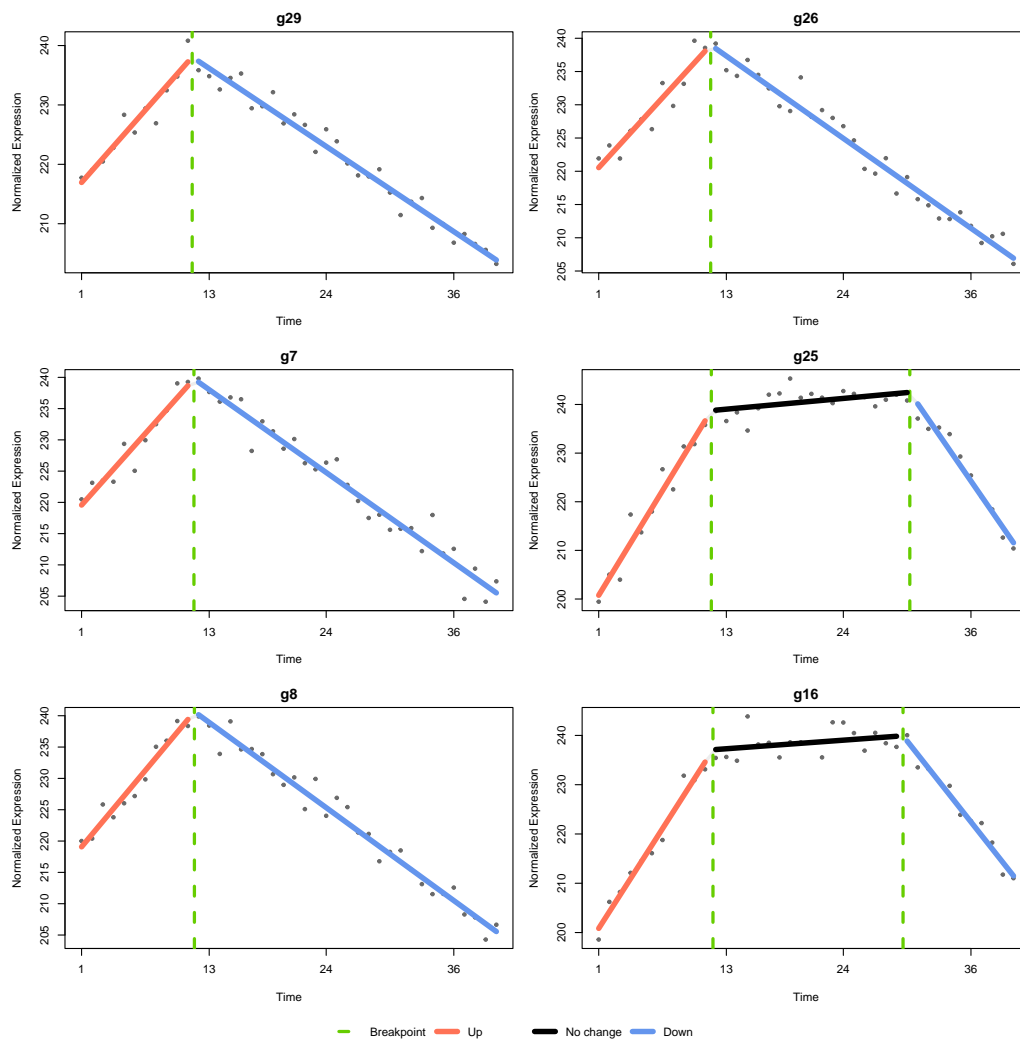 g29
Normalized Expression
210 220 230 240
1 13 24 36
Time
g26
Normalized Expression
205 210 215 220 225 230 235 240
1 13 24 36
Time
g7
Normalized Expression
205 210 215 220 225 230 235 240
1 13 24 36
Time
g25
Normalized Expression
200 210 220 230 240
1 13 24 36
Time
g8
Normalized Expression
205 210 220 230 235 240
1 13 24 36
Time
g16
Normalized Expression
200 210 220 230 240
1 13 24 36
Time
Breakpoint Up No change Down